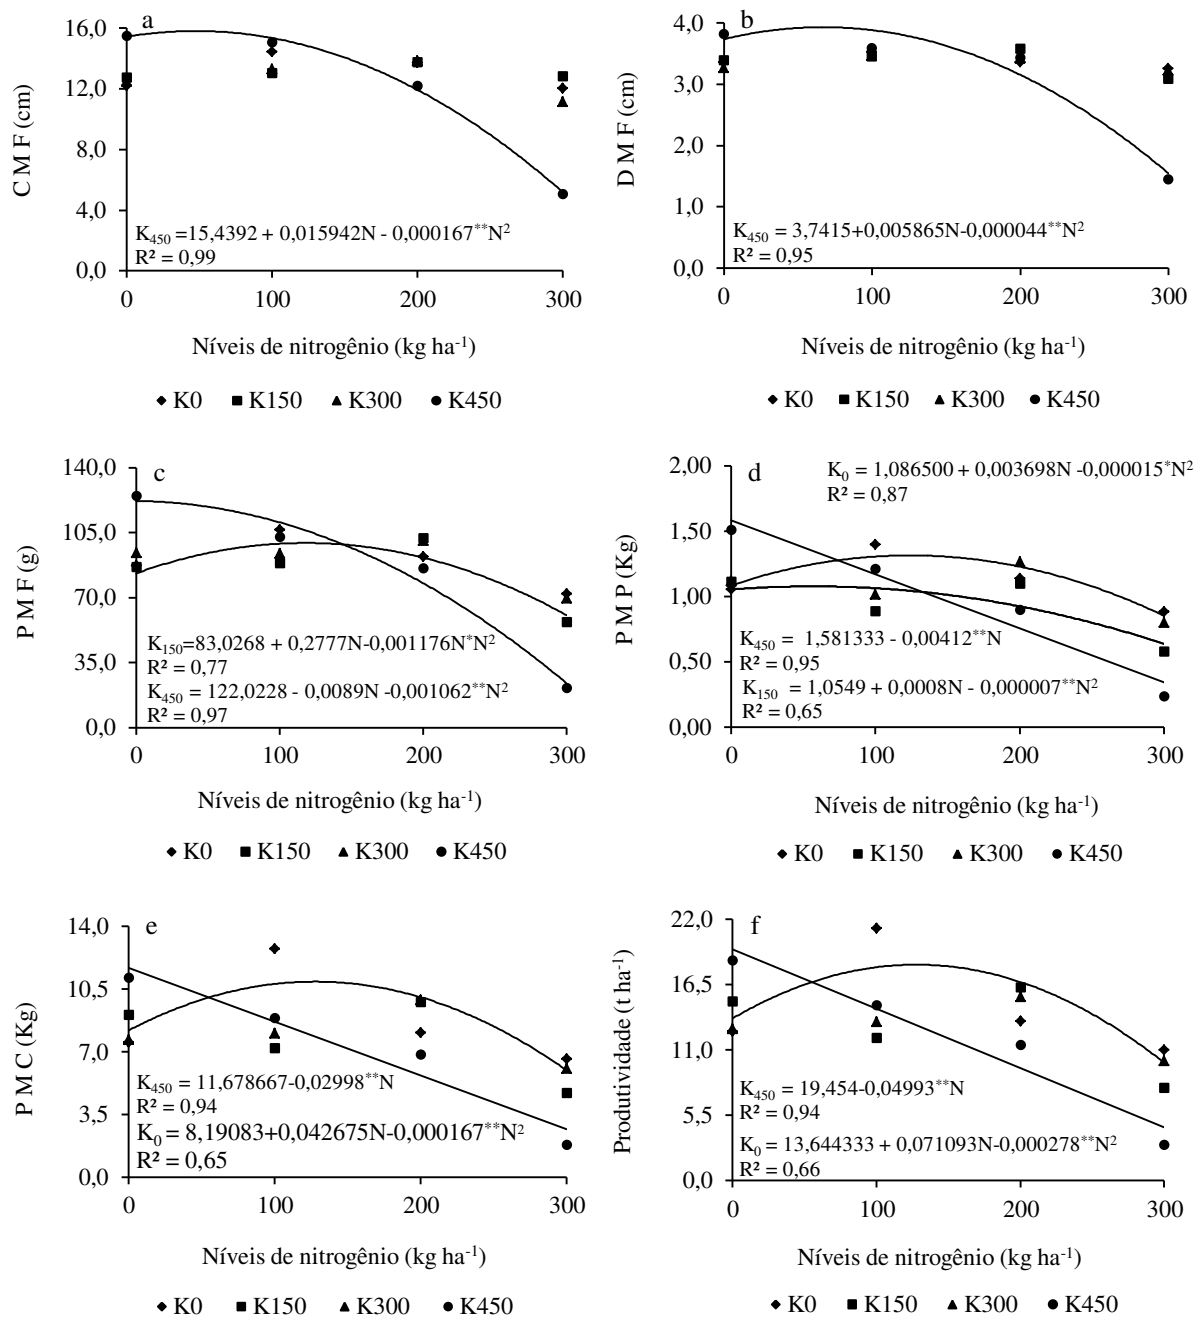 a
16,0
12,0
8,0
4,0
0,0
C M F (cm)
K₄₅₀ =15,4392 + 0,015942N - 0,000167**N²
R² = 0,99
0 100 200 300
Níveis de nitrogênio (kg ha⁻¹)
K0 K150 K300 K450
b
4,0
3,0
2,0
1,0
0,0
D M F (cm)
K₄₅₀ = 3,7415+0,005865N-0,000044**N²
R² = 0,95
0 100 200 300
Níveis de nitrogênio (kg ha⁻¹)
K0 K150 K300 K450
c
140,0
105,0
70,0
35,0
0,0
P M F (g)
K₁₅₀=83,0268 + 0,2777N-0,001176N*N²
R² = 0,77
K₄₅₀ = 122,0228 - 0,0089N -0,001062**N²
R² = 0,97
0 100 200 300
Níveis de nitrogênio (kg ha⁻¹)
K0 K150 K300 K450
d
2,00
1,50
1,00
0,50
0,00
P M P (Kg)
K₀ = 1,086500 + 0,003698N -0,000015*N²
R² = 0,87
K₄₅₀ = 1,581333 - 0,00412**N
R² = 0,95
K₁₅₀ = 1,0549 + 0,0008N - 0,000007**N²
R² = 0,65
0 100 200 300
Níveis de nitrogênio (kg ha⁻¹)
K0 K150 K300 K450
e
14,0
10,5
7,0
3,5
0,0
P M C (Kg)
K₄₅₀ = 11,678667-0,02998**N
R² = 0,94
K₀ = 8,19083+0,042675N-0,000167**N²
R² = 0,65
0 100 200 300
Níveis de nitrogênio (kg ha⁻¹)
K0 K150 K300 K450
f
22,0
16,5
11,0
5,5
0,0
Produtividade (t ha⁻¹)
K₄₅₀ = 19,454-0,04993**N
R² = 0,94
K₀ = 13,644333 + 0,071093N-0,000278**N²
R² = 0,66
0 100 200 300
Níveis de nitrogênio (kg ha⁻¹)
K0 K150 K300 K450